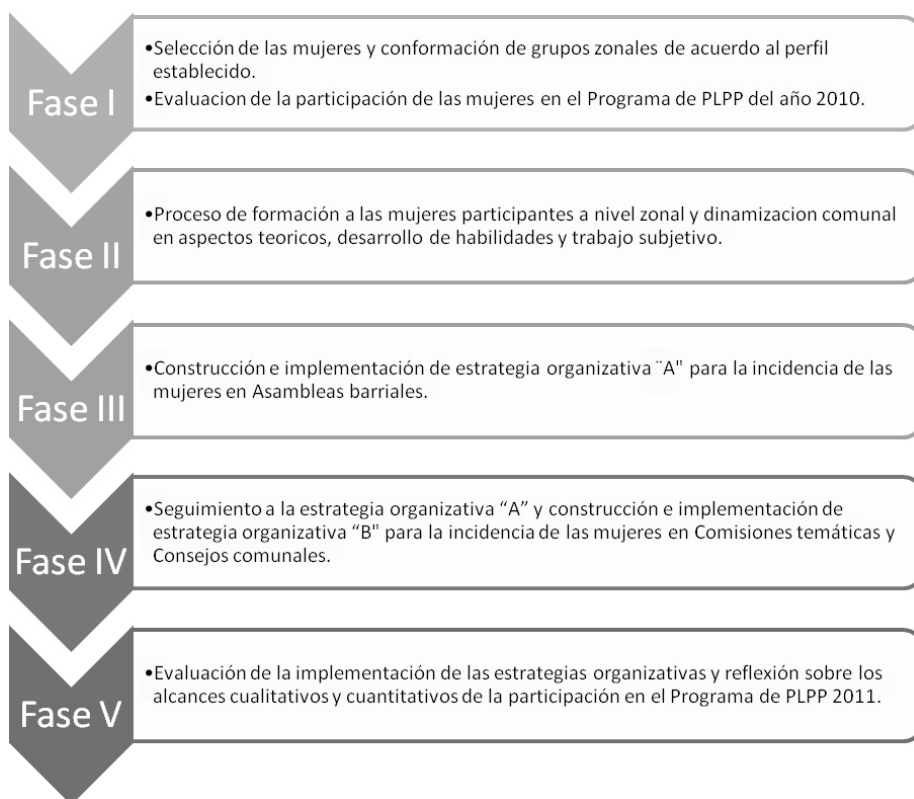 Fase I
•Selección de las mujeres y conformación de grupos zonales de acuerdo al perfil
establecido.
•Evaluacion de la participación de las mujeres en el Programa de PLPP del año 2010.
Fase II
•Proceso de formación a las mujeres participantes a nivel zonal y dinamizacion comunal
en aspectos teoricos, desarrollo de habilidades y trabajo subjetivo.
Fase III
•Construcción e implementación de estrategia organizativa ¨A" para la incidencia de las
mujeres en Asambleas barriales.
Fase IV
•Seguimiento a la estrategia organizativa “A” y construcción e implementación de
estrategia organizativa “B" para la incidencia de las mujeres en Comisiones temáticas y
Consejos comunales.
Fase V
•Evaluación de la implementación de las estrategias organizativas y reflexión sobre los
alcances cualitativos y cuantitativos de la participación en el Programa de PLPP 2011.